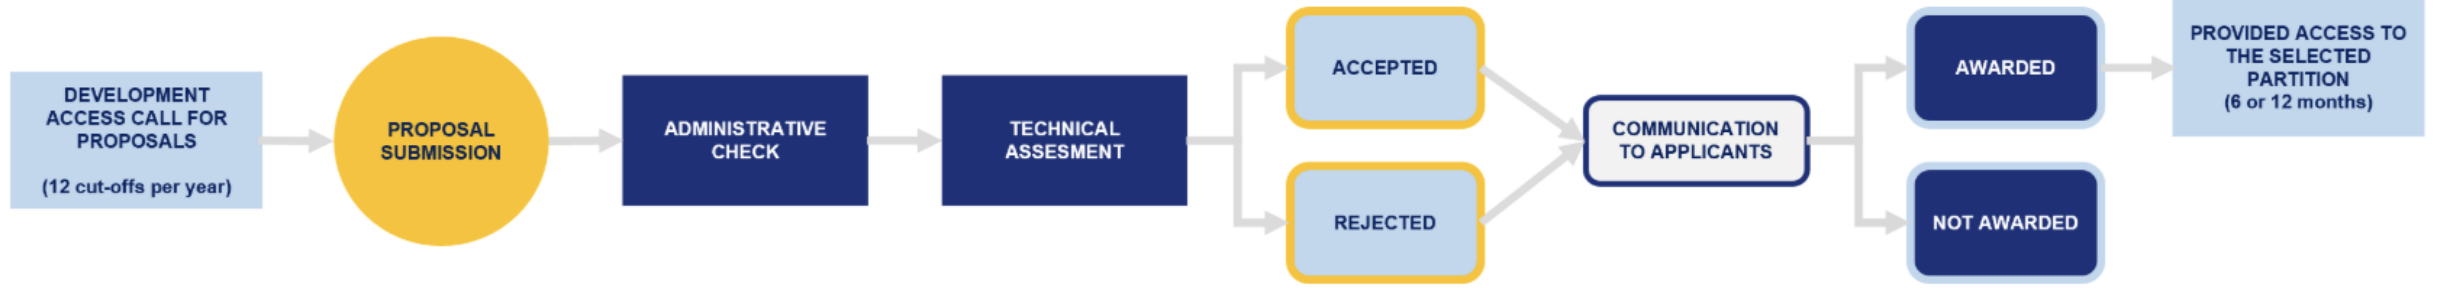 DEVELOPMENT
ACCESS CALL FOR
PROPOSALS
(12 cut-offs per year)
PROPOSAL
SUBMISSION
ADMINISTRATIVE
CHECK
TECHNICAL
ASSESMENT
ACCEPTED
REJECTED
COMMUNICATION
TO APPLICANTS
AWARDED
NOT AWARDED
PROVIDED ACCESS TO
THE SELECTED
PARTITION
(6 or 12 months)